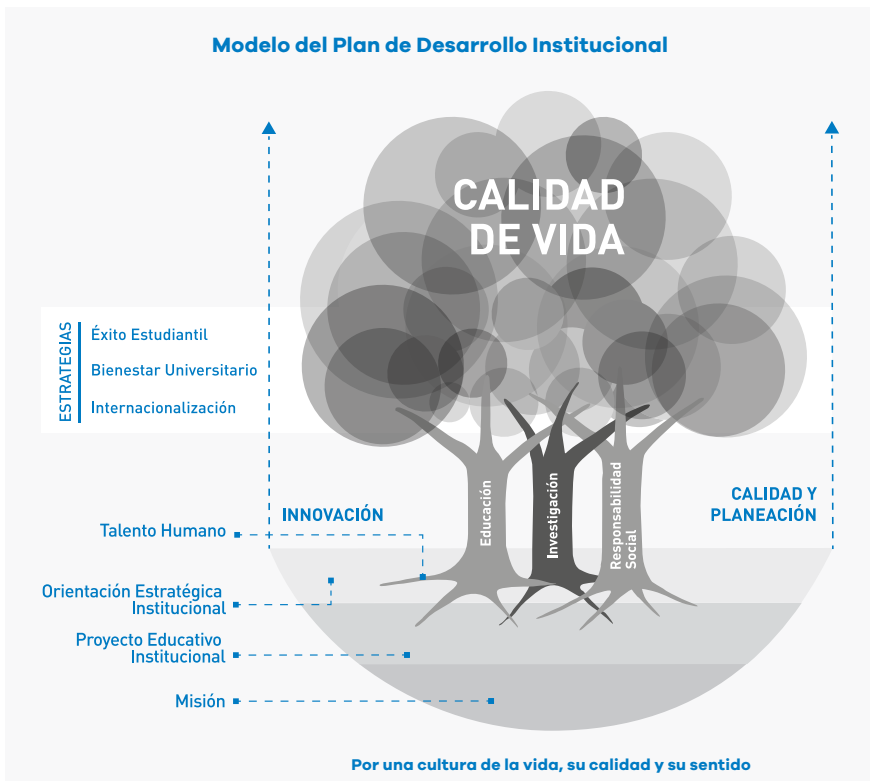 Modelo del Plan de Desarrollo Institucional
CALIDAD
DE VIDA
ESTRATEGIAS
Éxito Estudiantil
Bienestar Universitario
Internacionalización
Educación
Investigación
Responsabilidad
Social
INNOVACIÓN
CALIDAD Y
PLANEACIÓN
Talento Humano
Orientación Estratégica
Institucional
Proyecto Educativo
Institucional
Misión
Por una cultura de la vida, su calidad y su sentido